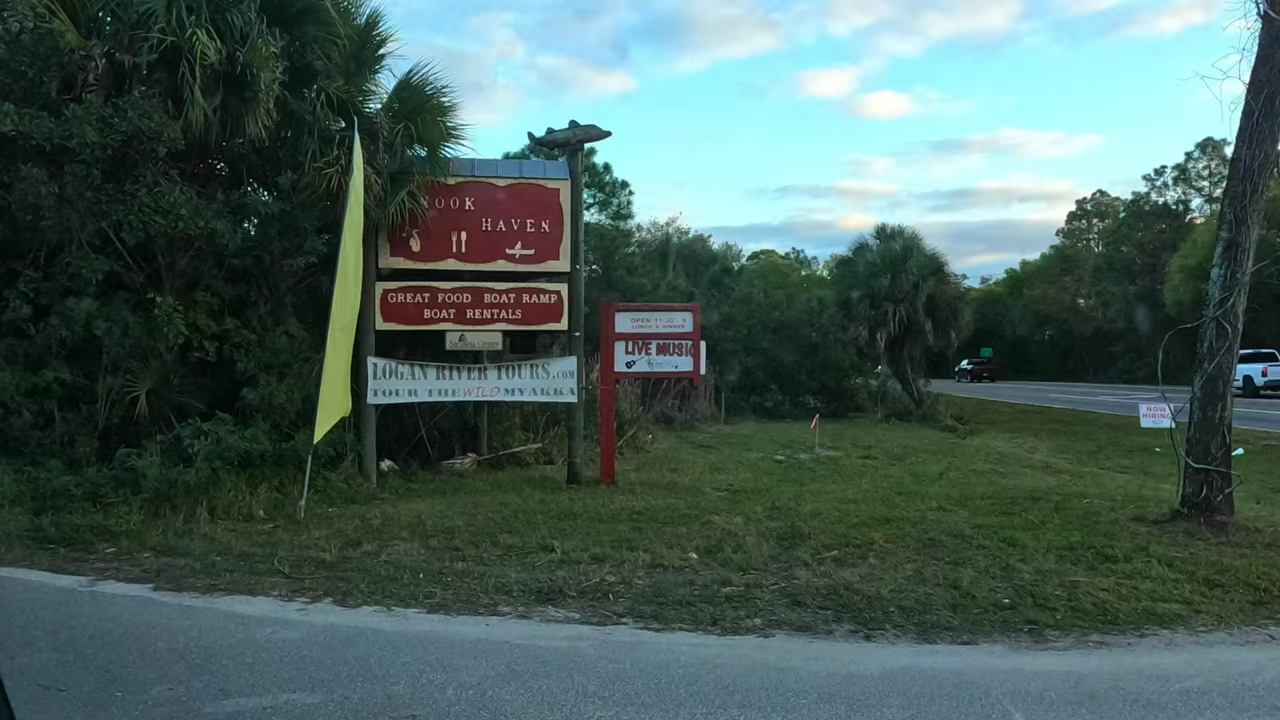 NOOK
HAVEN
GREAT FOOD · BOAT RAMP
BOAT RENTALS
Sarasota County
LOGAN RIVER TOURS.COM
TOUR THE WILD MYAKKA
OPEN 11:30 - 8
LUNCH & DINNER
LIVE MUSIC
NOW
HIRING